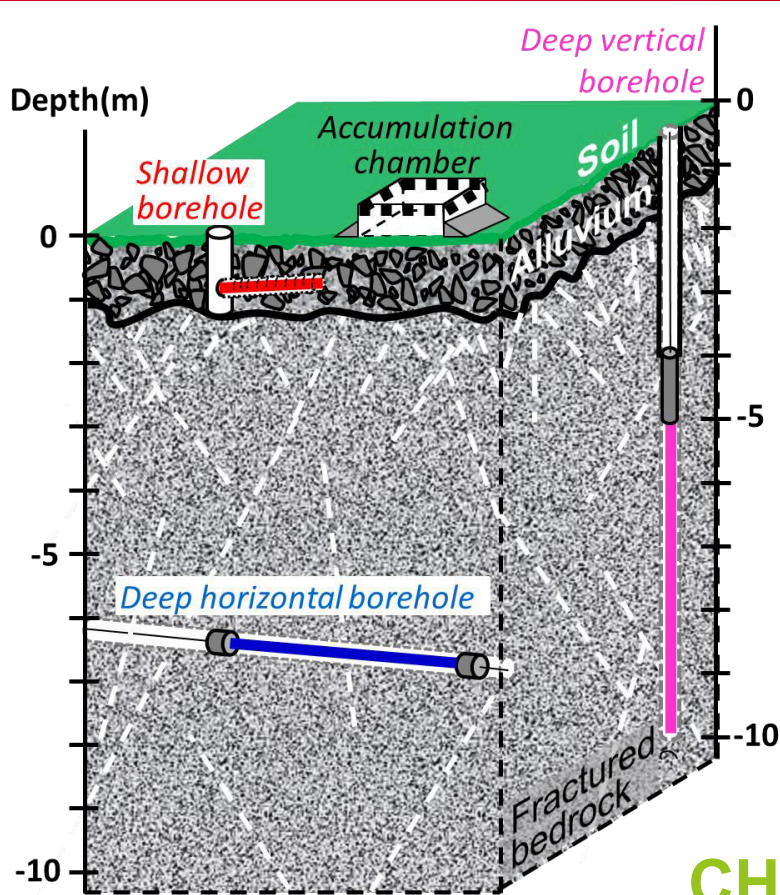 Deep vertical
borehole
Depth(m)
0
Accumulation
chamber
Soil
Shallow
borehole
Alluvium
0
-5
-5
Deep horizontal borehole
-10
Fractured
bedrock
-10
CH